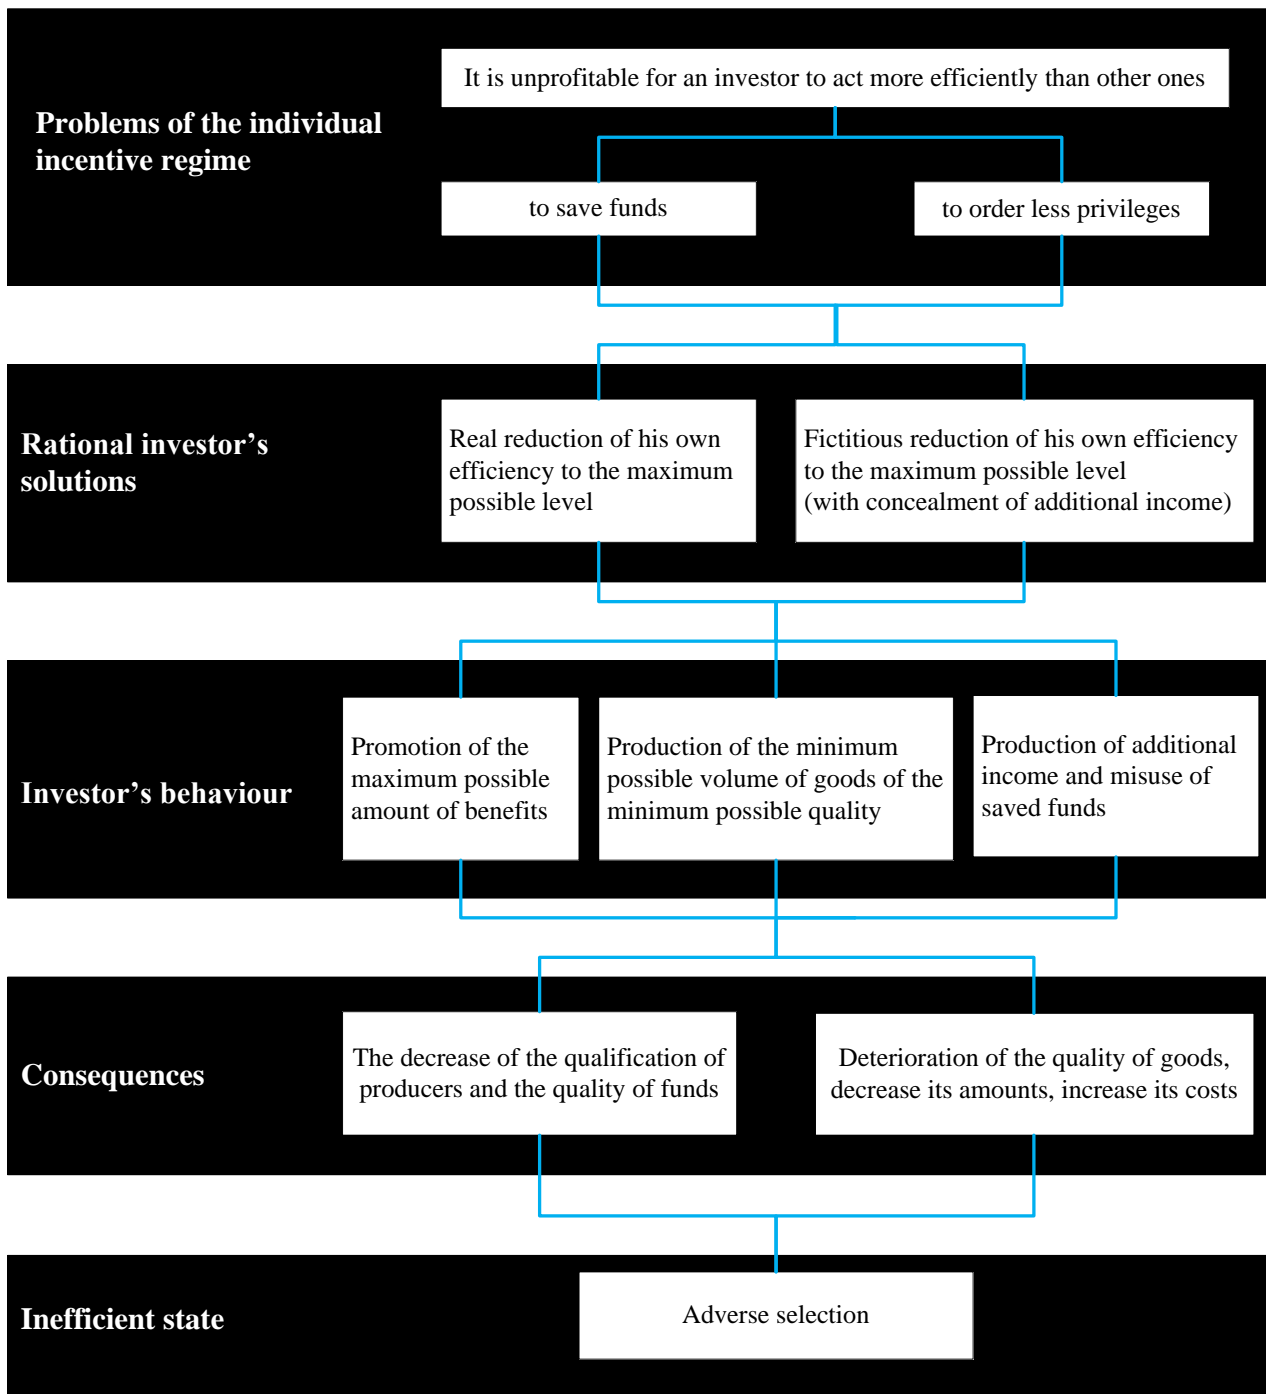 Problems of the individual
incentive regime
It is unprofitable for an investor to act more efficiently than other ones
to save funds
to order less privileges
Rational investor’s
solutions
Real reduction of his own
efficiency to the maximum
possible level
Fictitious reduction of his own efficiency
to the maximum possible level
(with concealment of additional income)
Investor’s behaviour
Promotion of the
maximum possible
amount of benefits
Production of the minimum
possible volume of goods of the
minimum possible quality
Production of additional
income and misuse of
saved funds
Consequences
The decrease of the qualification of
producers and the quality of funds
Deterioration of the quality of goods,
decrease its amounts, increase its costs
Inefficient state
Adverse selection